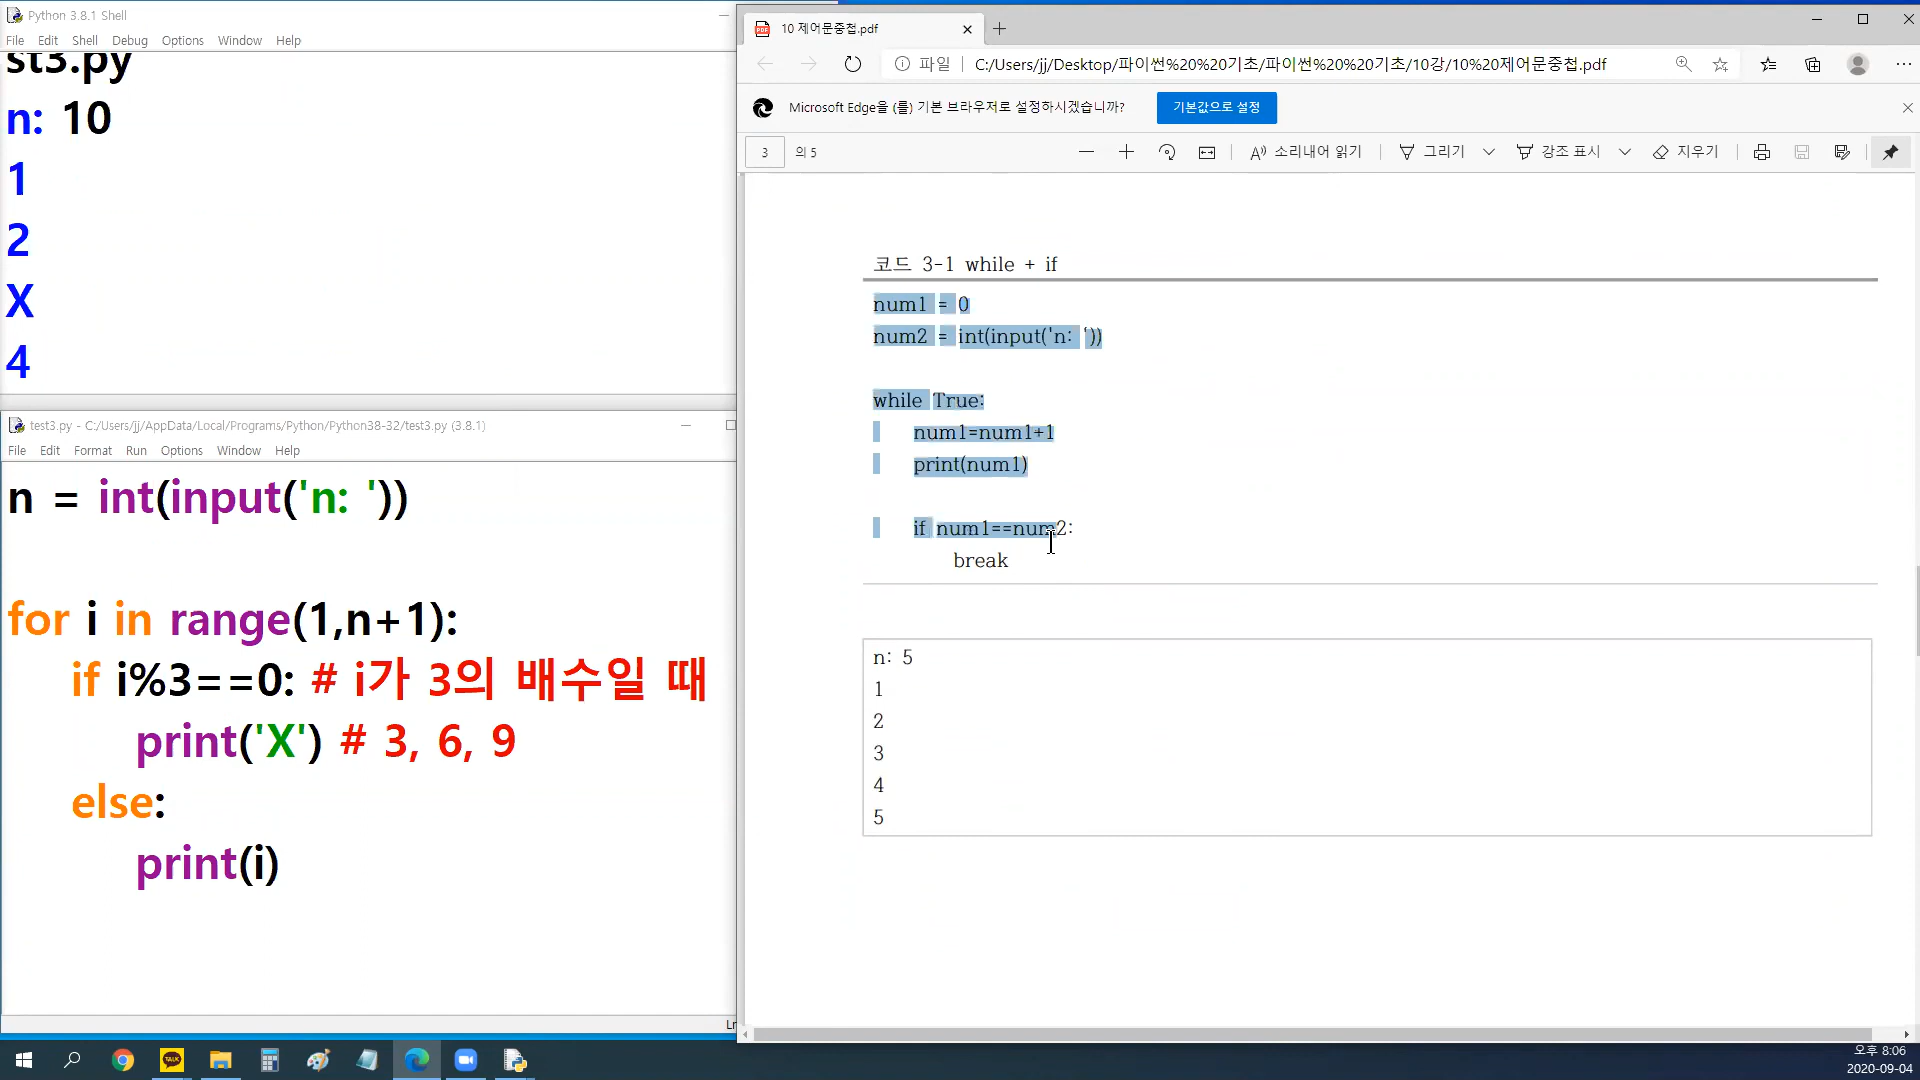 Python 3.8.1 Shell
File Edit Shell Debug Options Window Help
st3.py
n: 10
1
2
X
4
test3.py - C:/Users/jj/AppData/Local/Programs/Python/Python38-32/test3.py (3.8.1)
File Edit Format Run Options Window Help
n = int(input('n: '))
for i in range(1,n+1):
if i%3==0: # i가 3의 배수일 때
print('X') # 3, 6, 9
else:
print(i)
Ln
10 제어문중첩.pdf
파일 C:/Users/jj/Desktop/파이썬%20%20기초/파이썬%20%20기초/10강/10%20제어문중첩.pdf
Microsoft Edge을 (를) 기본 브라우저로 설정하시겠습니까? 기본값으로 설정
3 의 5 소리내어 읽기 그리기 강조 표시 지우기
코드 3-1 while + if
num1 = 0
num2 = int(input('n: '))
while True:
num1=num1+1
print(num1)
if num1==num2:
break
n: 5
1
2
3
4
5
TALK
오후 8:06
2020-09-04